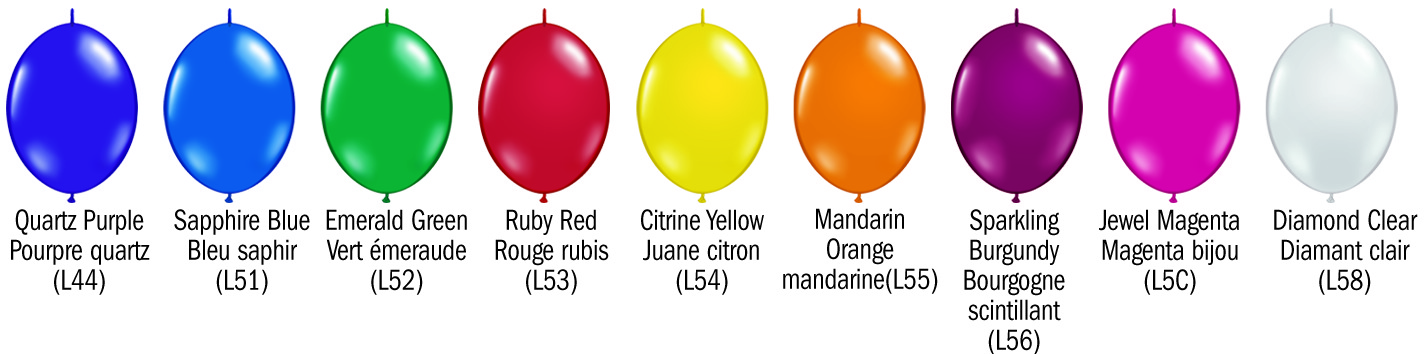 Quartz Purple
Pourpre quartz
(L44)
Sapphire Blue
Bleu saphir
(L51)
Emerald Green
Vert émeraude
(L52)
Ruby Red
Rouge rubis
(L53)
Citrine Yellow
Juane citron
(L54)
Mandarin
Orange
mandarine(L55)
Sparkling
Burgundy
Bourgogne
scintillant
(L56)
Jewel Magenta
Magenta bijou
(L5C)
Diamond Clear
Diamant clair
(L58)